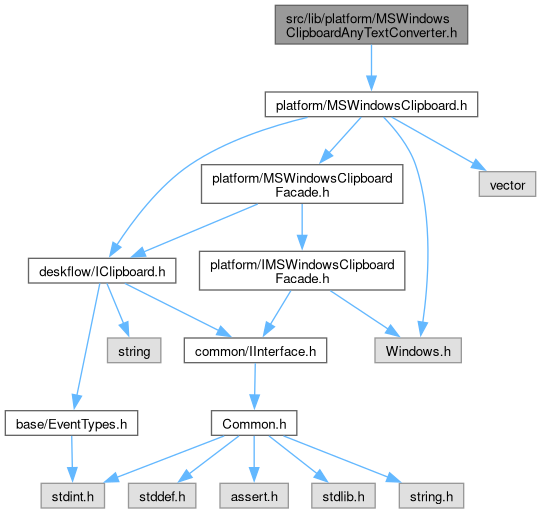 src/lib/platform/MSWindows
ClipboardAnyTextConverter.h
platform/MSWindowsClipboard.h
platform/MSWindowsClipboard
Facade.h
vector
deskflow/IClipboard.h
platform/IMSWindowsClipboard
Facade.h
string
common/IInterface.h
Windows.h
base/EventTypes.h
Common.h
stdint.h
stddef.h
assert.h
stdlib.h
string.h